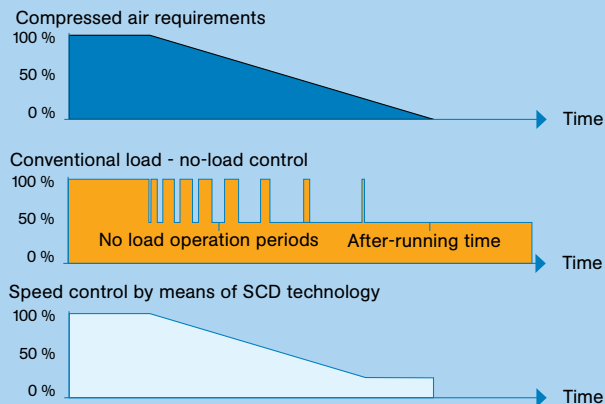 Compressed air requirements
100 %
50 %
0 %
Time
Conventional load - no-load control
100 %
50 %
No load operation periods After-running time
0 %
Time
Speed control by means of SCD technology
100 %
50 %
0 %
Time